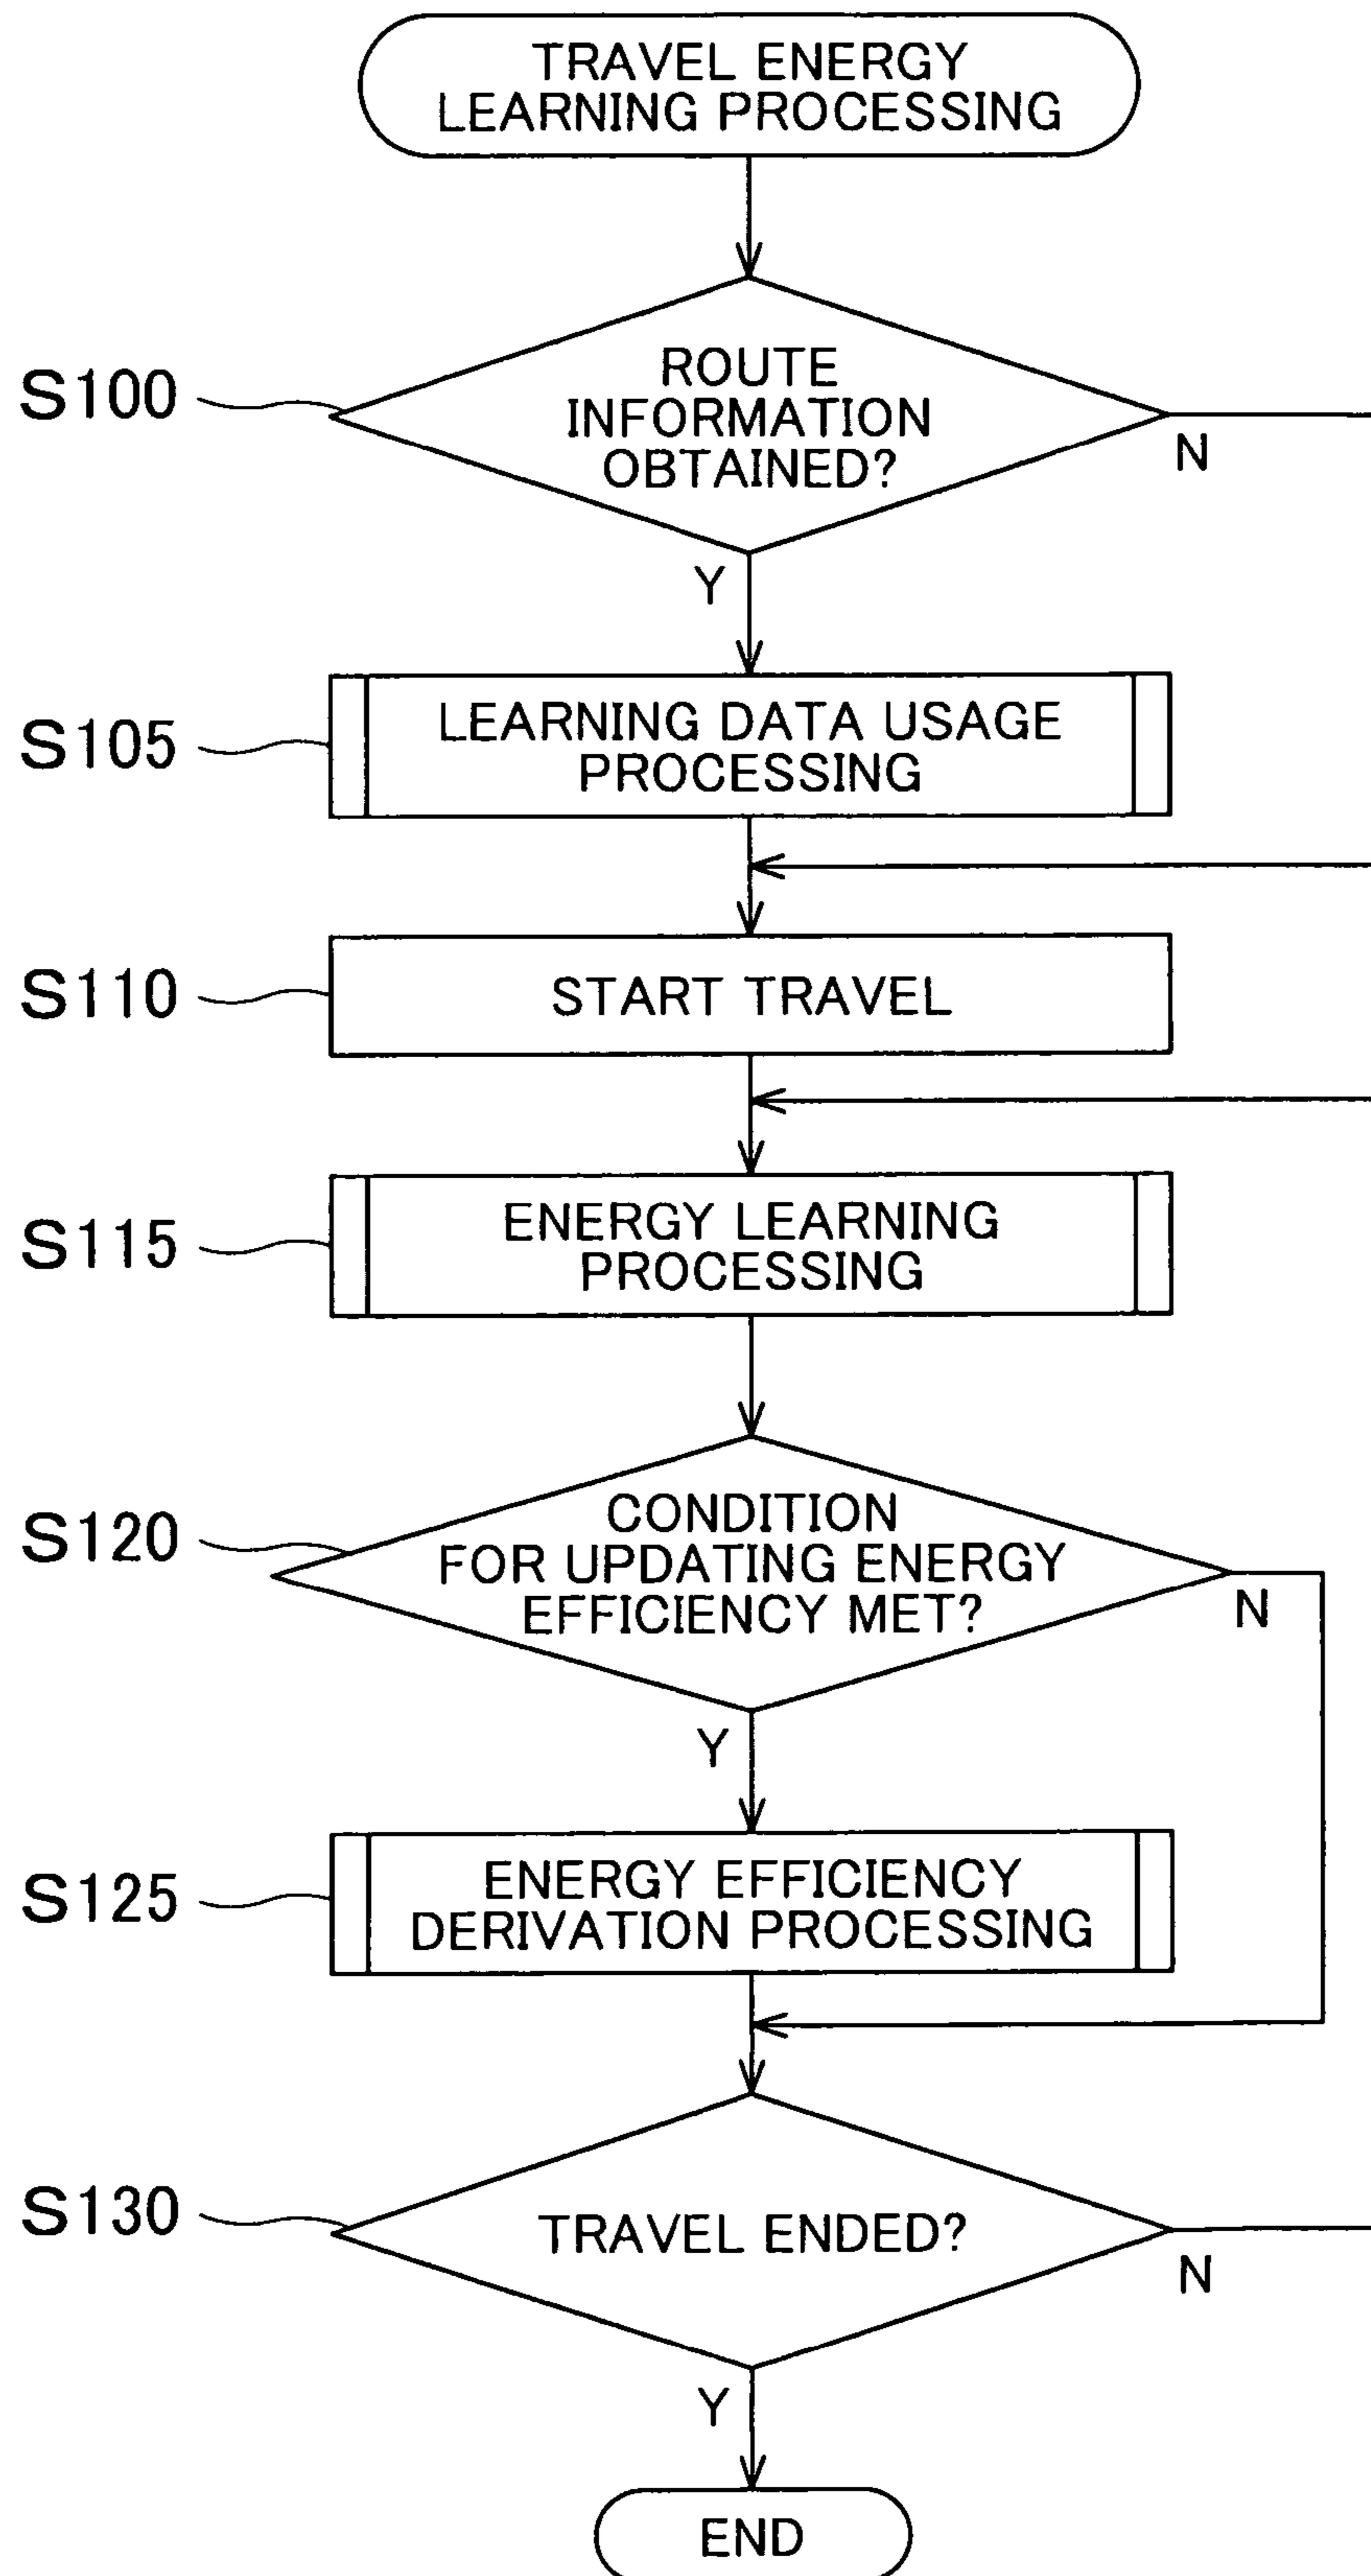 TRAVEL ENERGY
LEARNING PROCESSING
S100
ROUTE
INFORMATION
OBTAINED?
N
Y
S105
LEARNING DATA USAGE
PROCESSING
S110
START TRAVEL
S115
ENERGY LEARNING
PROCESSING
S120
CONDITION
FOR UPDATING ENERGY
EFFICIENCY MET?
N
Y
S125
ENERGY EFFICIENCY
DERIVATION PROCESSING
S130
TRAVEL ENDED?
N
Y
END